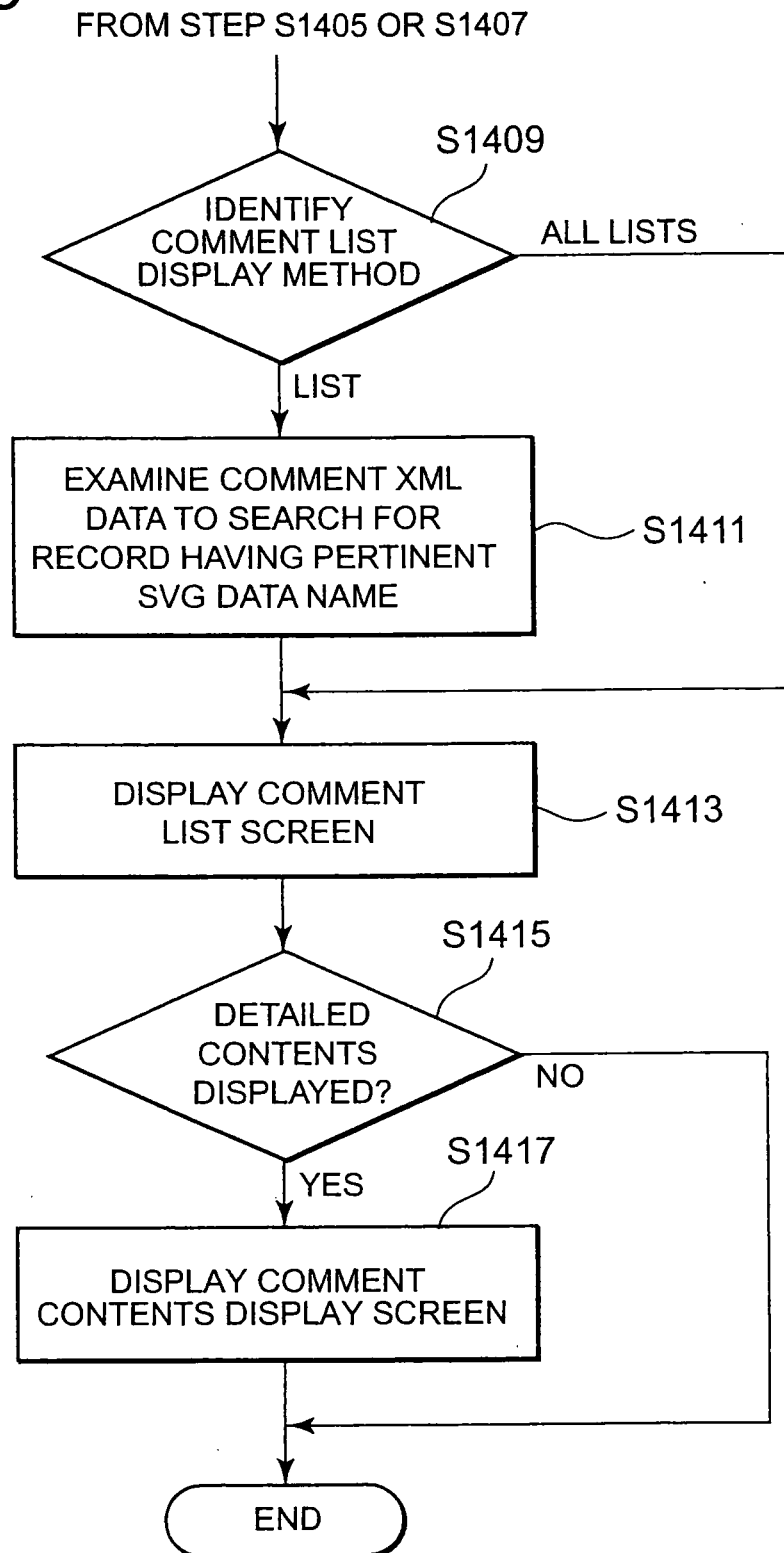 FROM STEP S1405 OR S1407
S1409
IDENTIFY
COMMENT LIST
DISPLAY METHOD
ALL LISTS
LIST
EXAMINE COMMENT XML
DATA TO SEARCH FOR
RECORD HAVING PERTINENT
SVG DATA NAME
S1411
DISPLAY COMMENT
LIST SCREEN
S1413
S1415
DETAILED
CONTENTS
DISPLAYED?
NO
YES
S1417
DISPLAY COMMENT
CONTENTS DISPLAY SCREEN
END